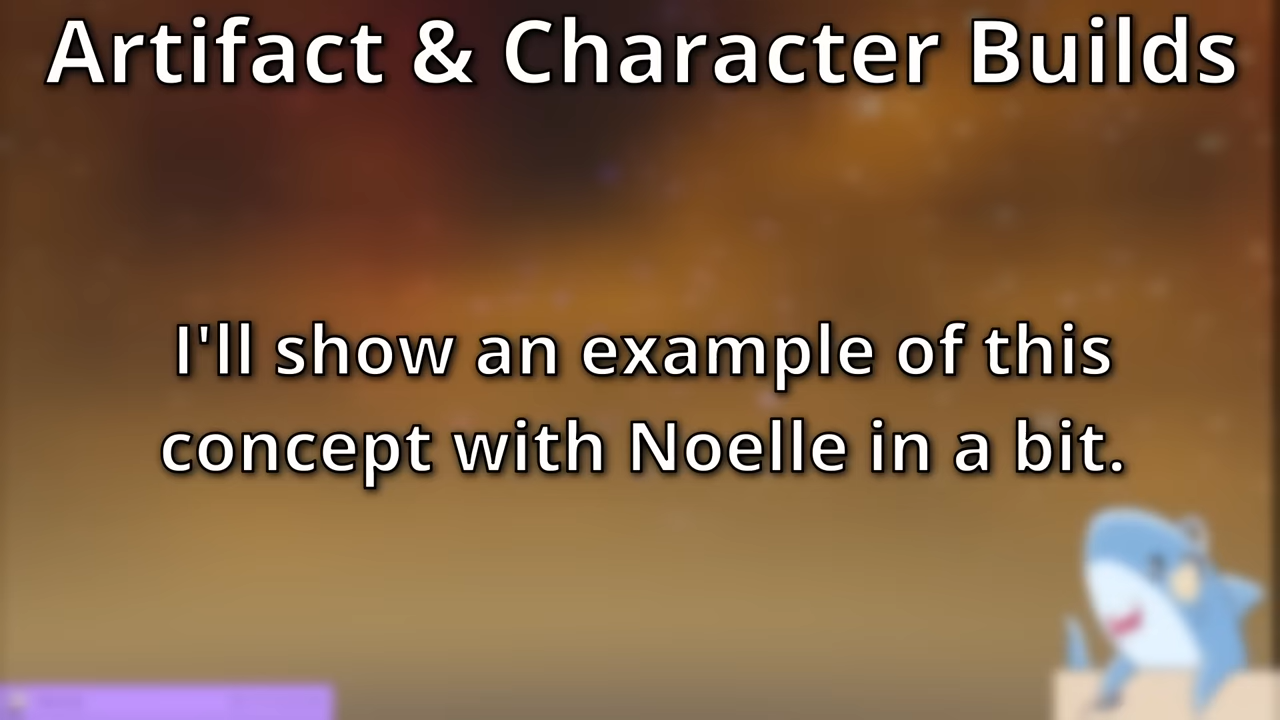 Artifact & Character Builds
I'll show an example of this
concept with Noelle in a bit.